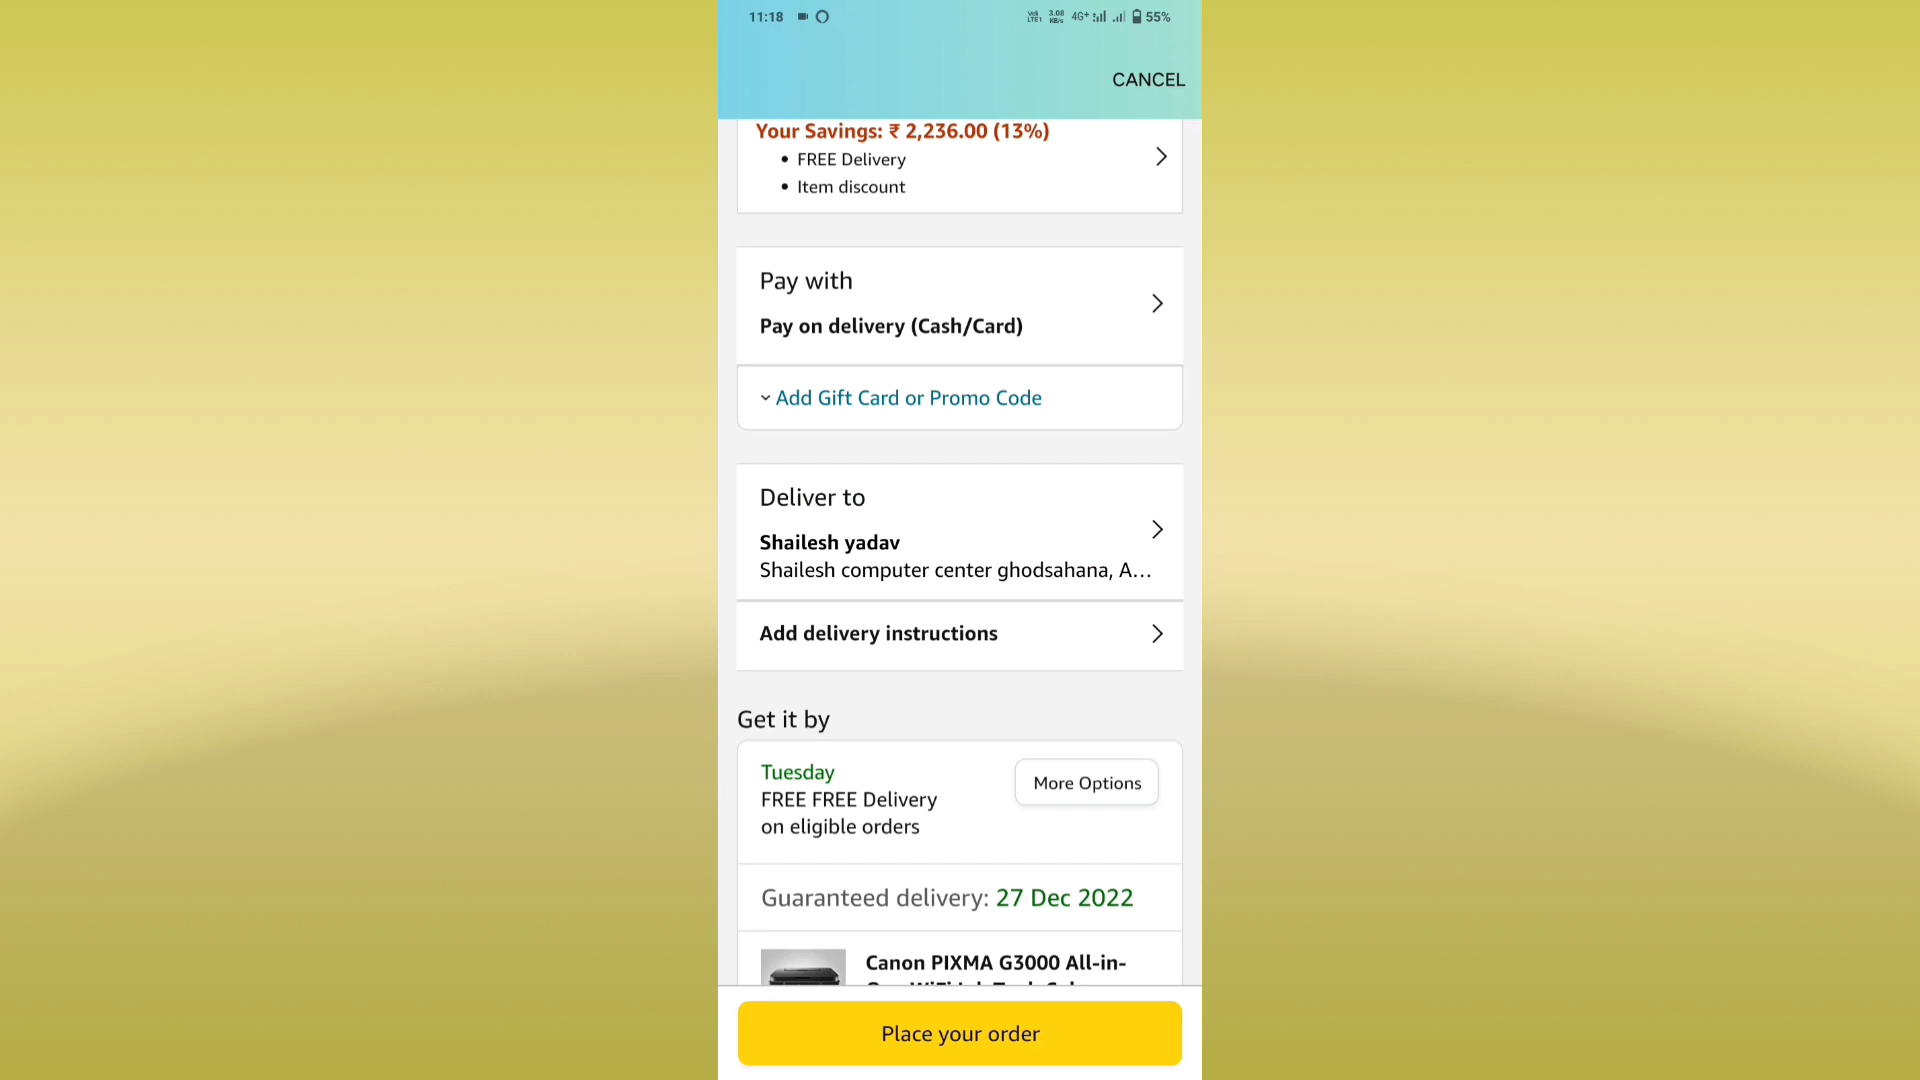 11:18 4G+ 55%
CANCEL
Your Savings: ₹ 2,236.00 (13%)
• FREE Delivery
• Item discount
Pay with
Pay on delivery (Cash/Card)
Add Gift Card or Promo Code
Deliver to
Shailesh yadav
Shailesh computer center ghodsahana, A...
Add delivery instructions
Get it by
Tuesday
More Options
FREE FREE Delivery
on eligible orders
Guaranteed delivery: 27 Dec 2022
Canon PIXMA G3000 All-in-
Place your order